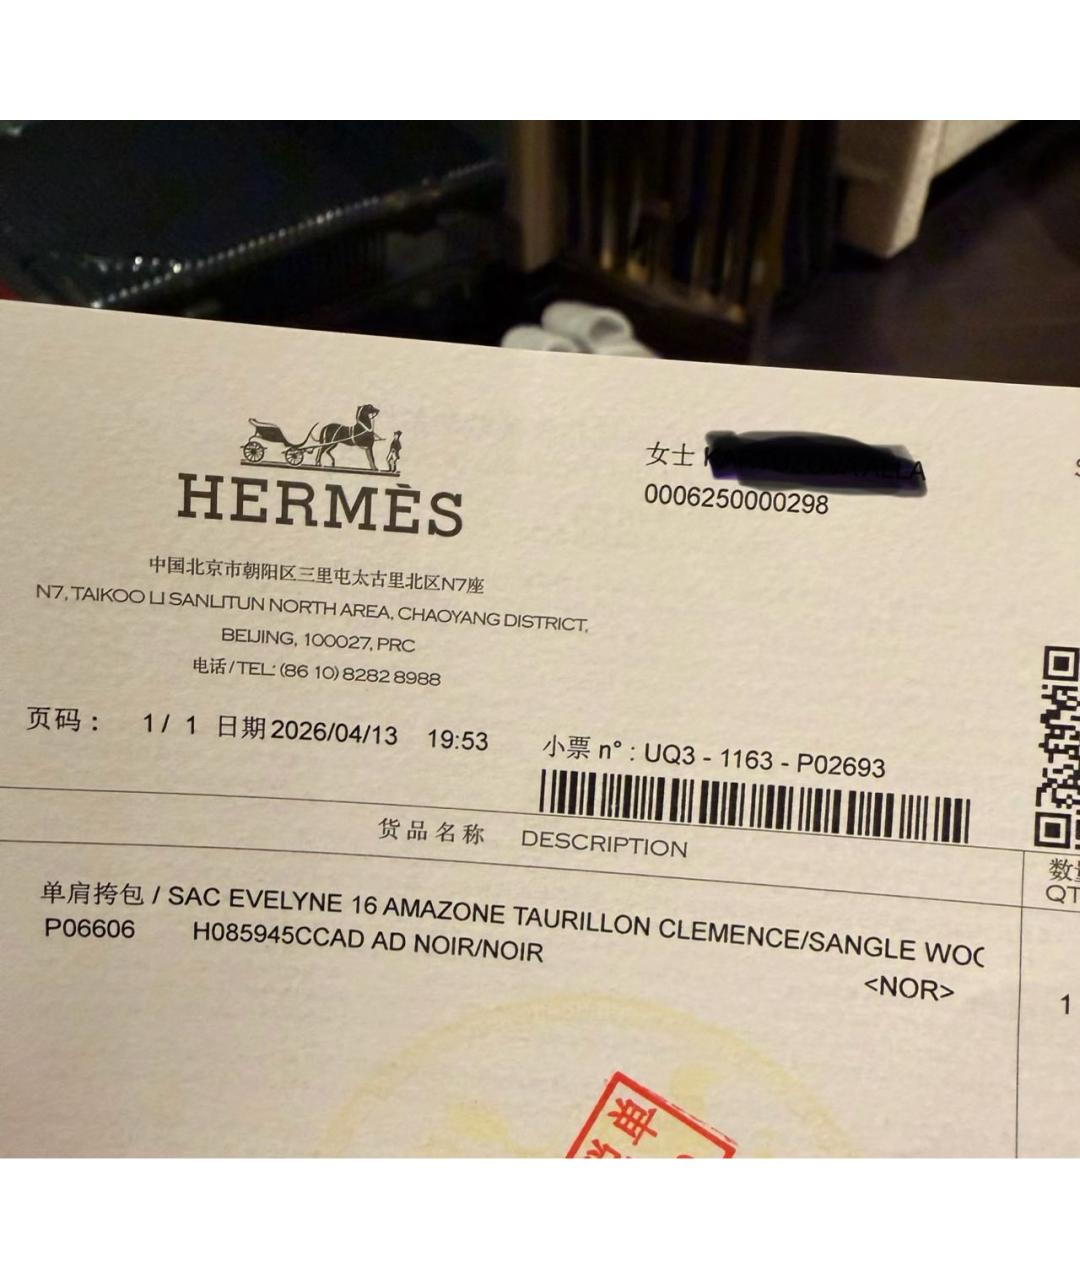 HERMÈS
中国北京市朝阳区三里屯太古里北区N7座
N7, TAIKOO LI SANLITUN NORTH AREA, CHAOYANG DISTRICT,
BEIJING, 100027, PRC
电话/TEL: (86 10) 8282 8988
女士
0006250000298
页码： 1/ 1 日期 2026/04/13 19:53
小票 n° : UQ3 - 1163 - P02693
货品名称 DESCRIPTION
数量
QT
单肩挎包 / SAC EVELYNE 16 AMAZONE TAURILLON CLEMENCE/SANGLE WOO
P06606 H085945CCAD AD NOIR/NOIR
<NOR>
1